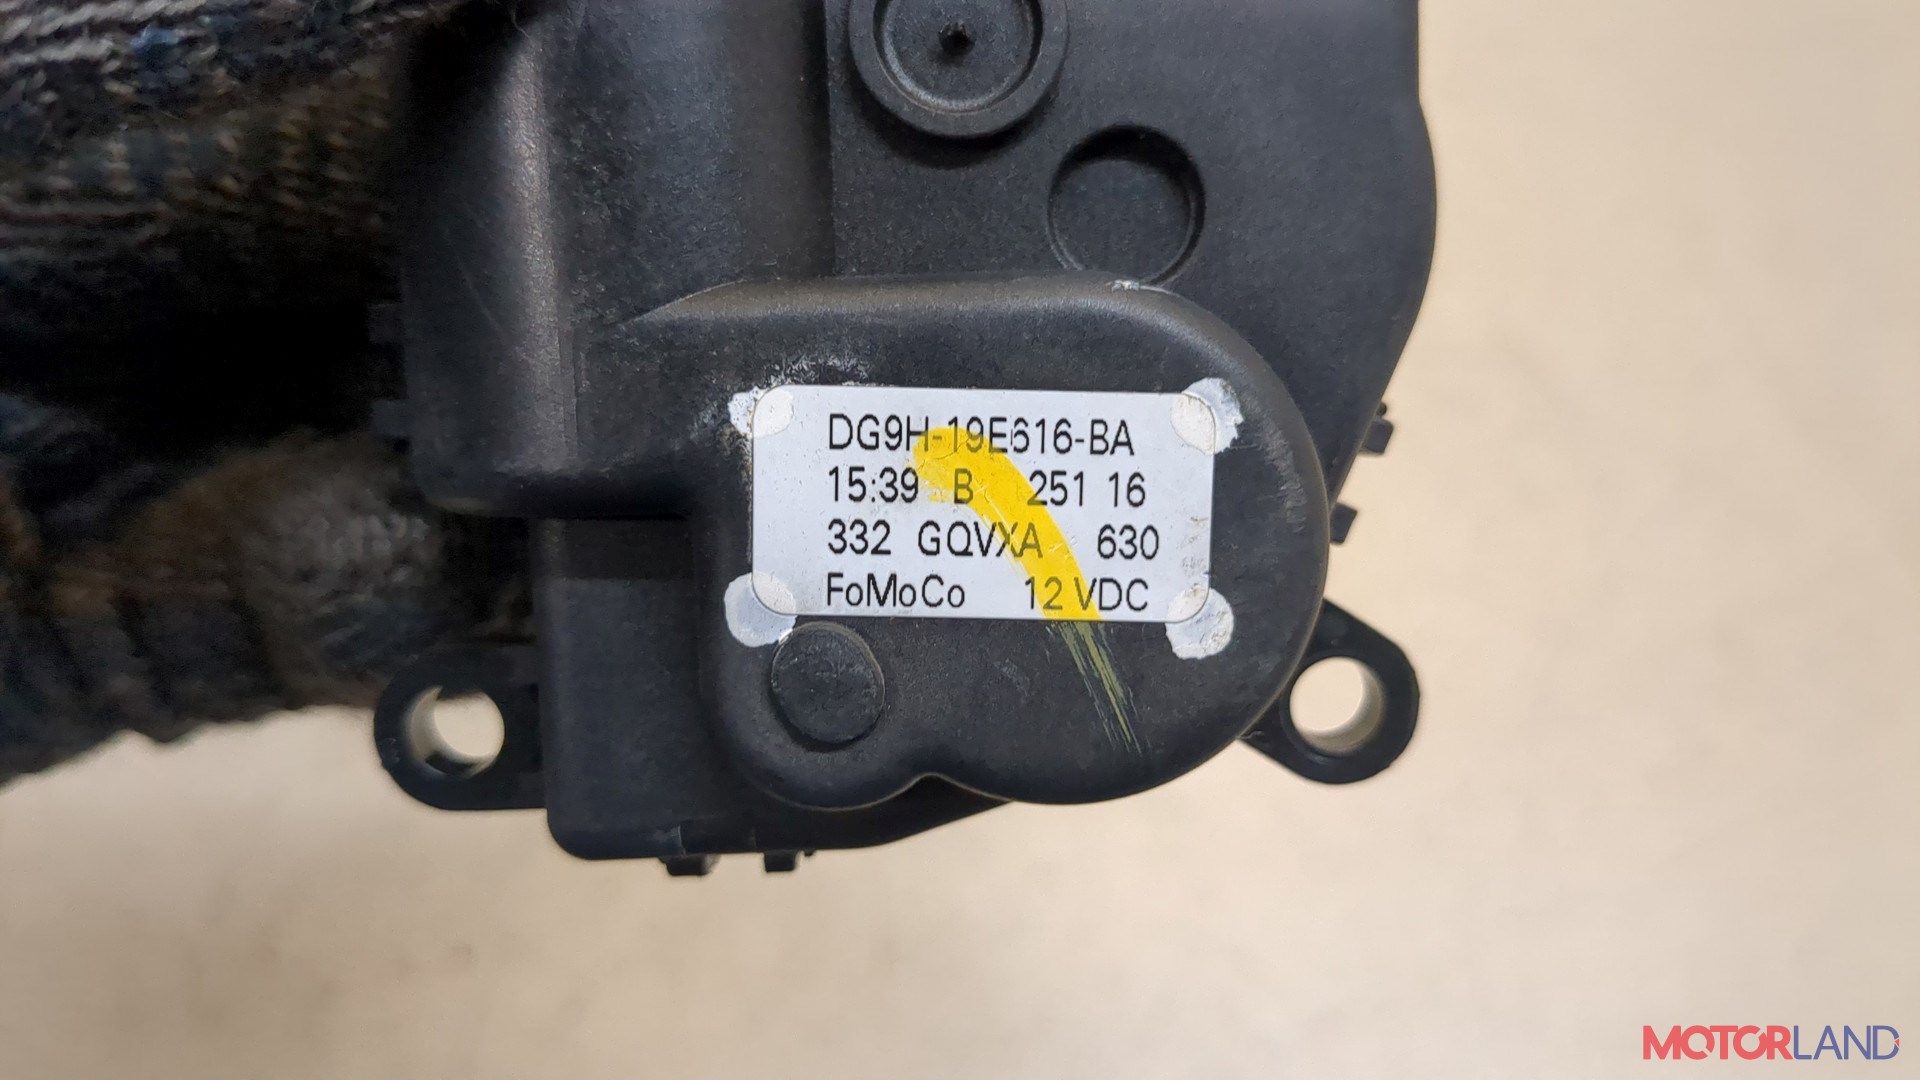 DG9H-19E616-BA
15:39 B 251 16
332 GQVXA 630
FoMoCo 12 VDC
MOTORLAND